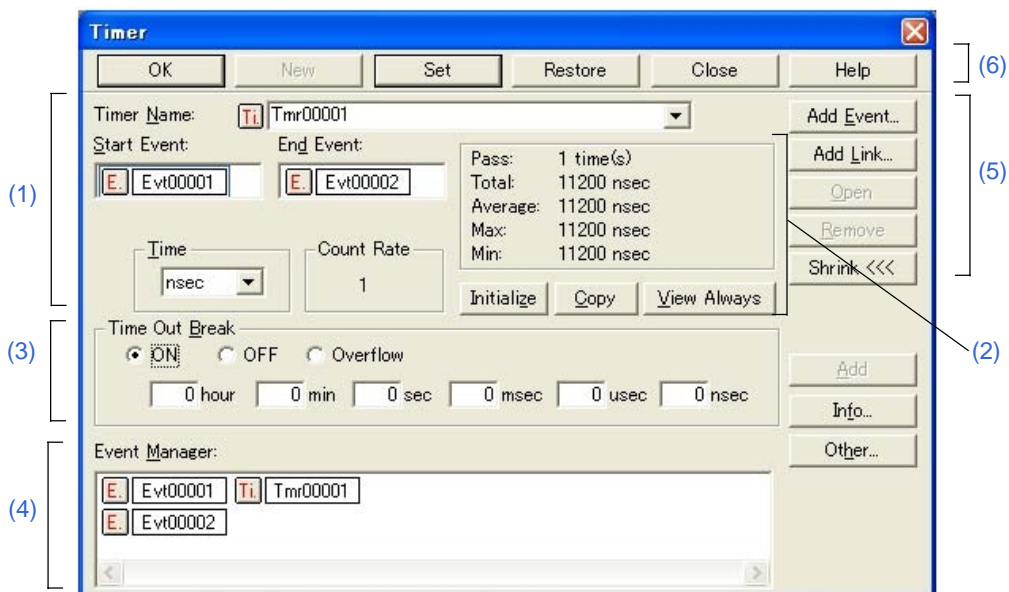 Timer
OK New Set Restore Close Help
(6)
Timer Name: Ti. Tmr00001 Add Event...
Start Event: End Event: Add Link...
E. Evt00001 E. Evt00002 Open
Pass: 1 time(s)
Total: 11200 nsec
Average: 11200 nsec
Max: 11200 nsec
Min: 11200 nsec
(1)
(5)
Remove
Time Count Rate Shrink <<<
nsec 1
Initialize Copy View Always
(3)
Time Out Break
(2)
ON OFF Overflow Add
0 hour 0 min 0 sec 0 msec 0 usec 0 nsec
Info...
Event Manager: Other...
(4)
E. Evt00001 Ti. Tmr00001
E. Evt00002